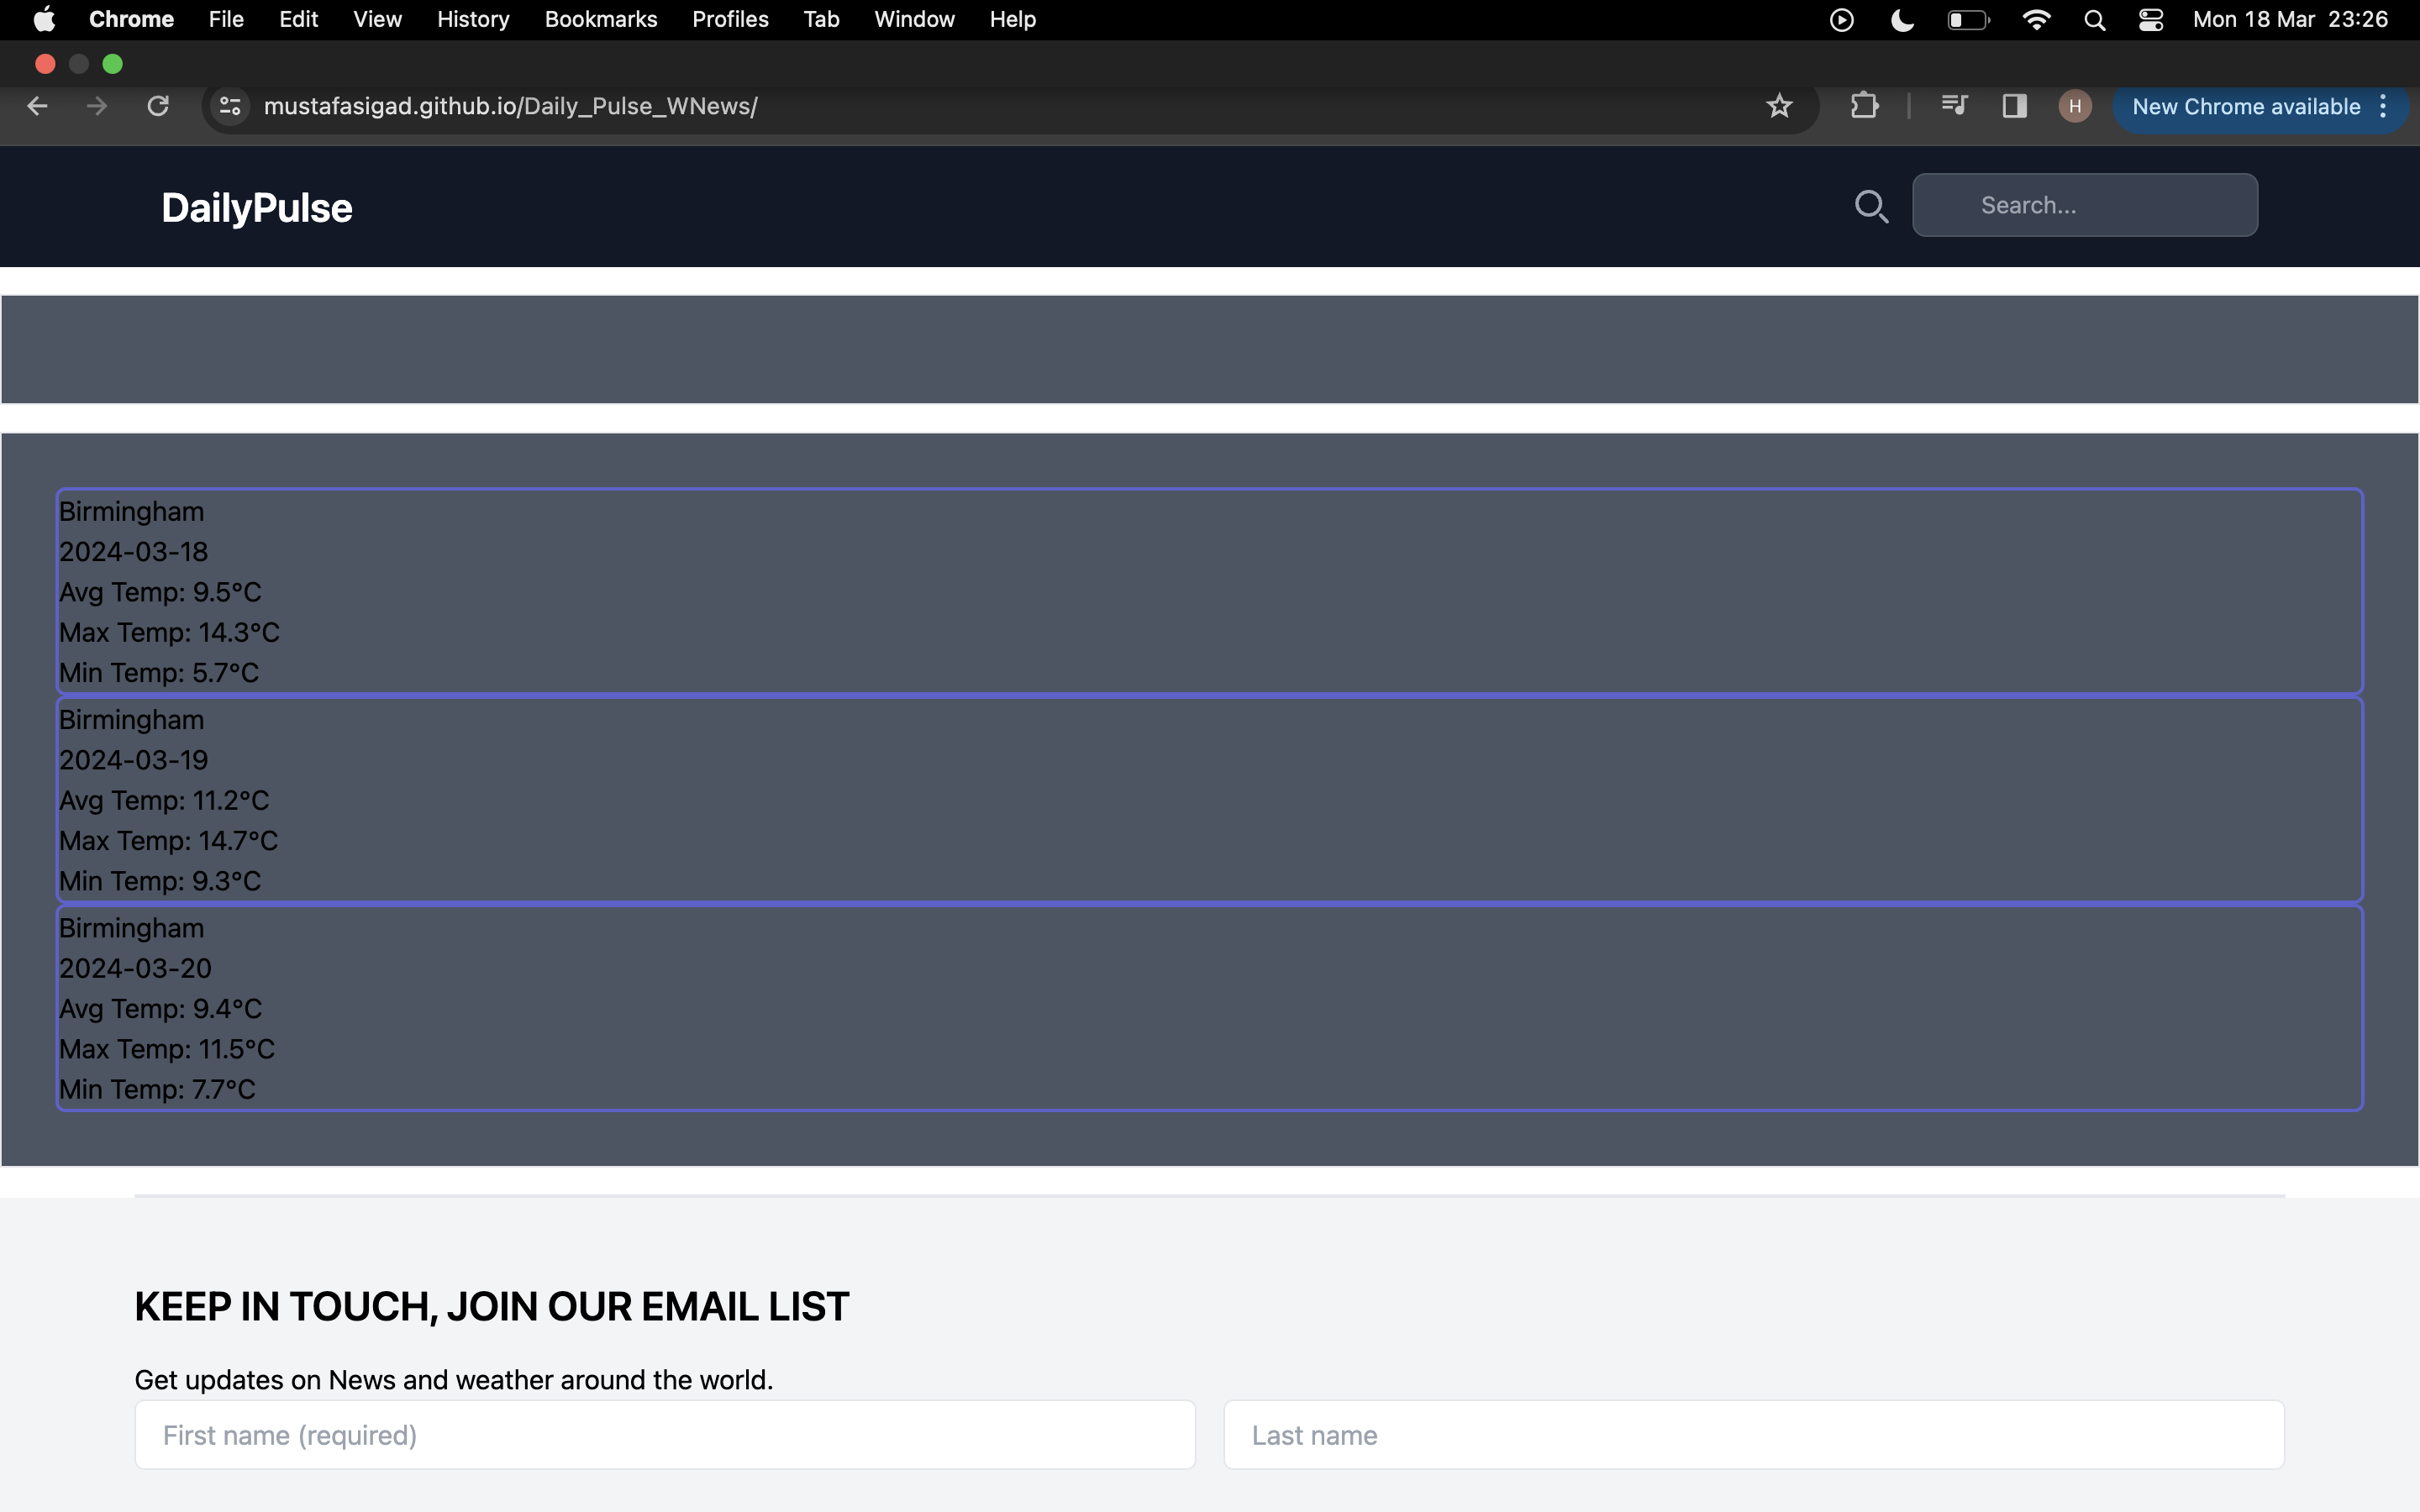 Chrome File Edit View History Bookmarks Profiles Tab Window Help Mon 18 Mar 23:26
mustafasigad.github.io/Daily_Pulse_WNews/ H New Chrome available
DailyPulse Search...
Birmingham
2024-03-18
Avg Temp: 9.5°C
Max Temp: 14.3°C
Min Temp: 5.7°C
Birmingham
2024-03-19
Avg Temp: 11.2°C
Max Temp: 14.7°C
Min Temp: 9.3°C
Birmingham
2024-03-20
Avg Temp: 9.4°C
Max Temp: 11.5°C
Min Temp: 7.7°C
KEEP IN TOUCH, JOIN OUR EMAIL LIST
Get updates on News and weather around the world.
First name (required) Last name